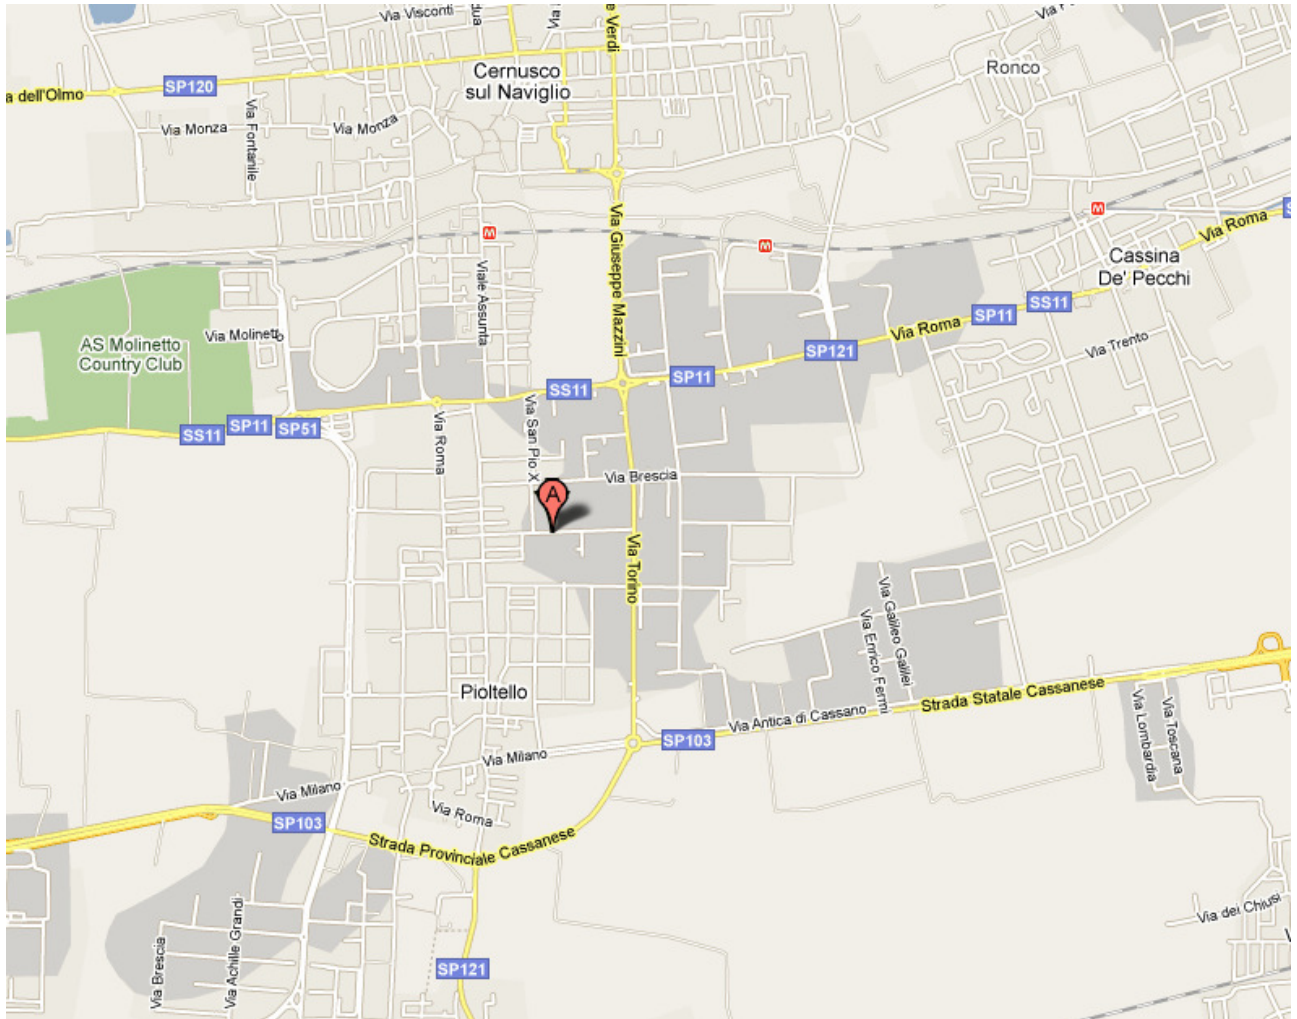 Via Visconti
dua
e Verdi
Ronco
Cernusco
sul Naviglio
SP120
a dell'Olmo
Via Monza
Via Monza
Via Fontanile
M
M
M
Via Roma
Via Giuseppe Mazzini
Viale Assunta
Cassina
De' Pecchi
SS11
SP11
Via Roma
Via Molinetto
AS Molinetto
Country Club
SP121
Via Trento
SP11
SS11
Via San Pio X
SP11
SP51
SS11
Via Roma
Via Brescia
A
Via Torino
Via Galileo Galilei
Via Enrico Fermi
Pioltello
Strada Statale Cassanese
Via Antica di Cassano
Via Lombardia
Via Toscana
SP103
Via Milano
Via Milano
Via Roma
SP103
Strada Provinciale Cassanese
Via dei Chiusi
Via Brescia
Via Achille Grandi
SP121